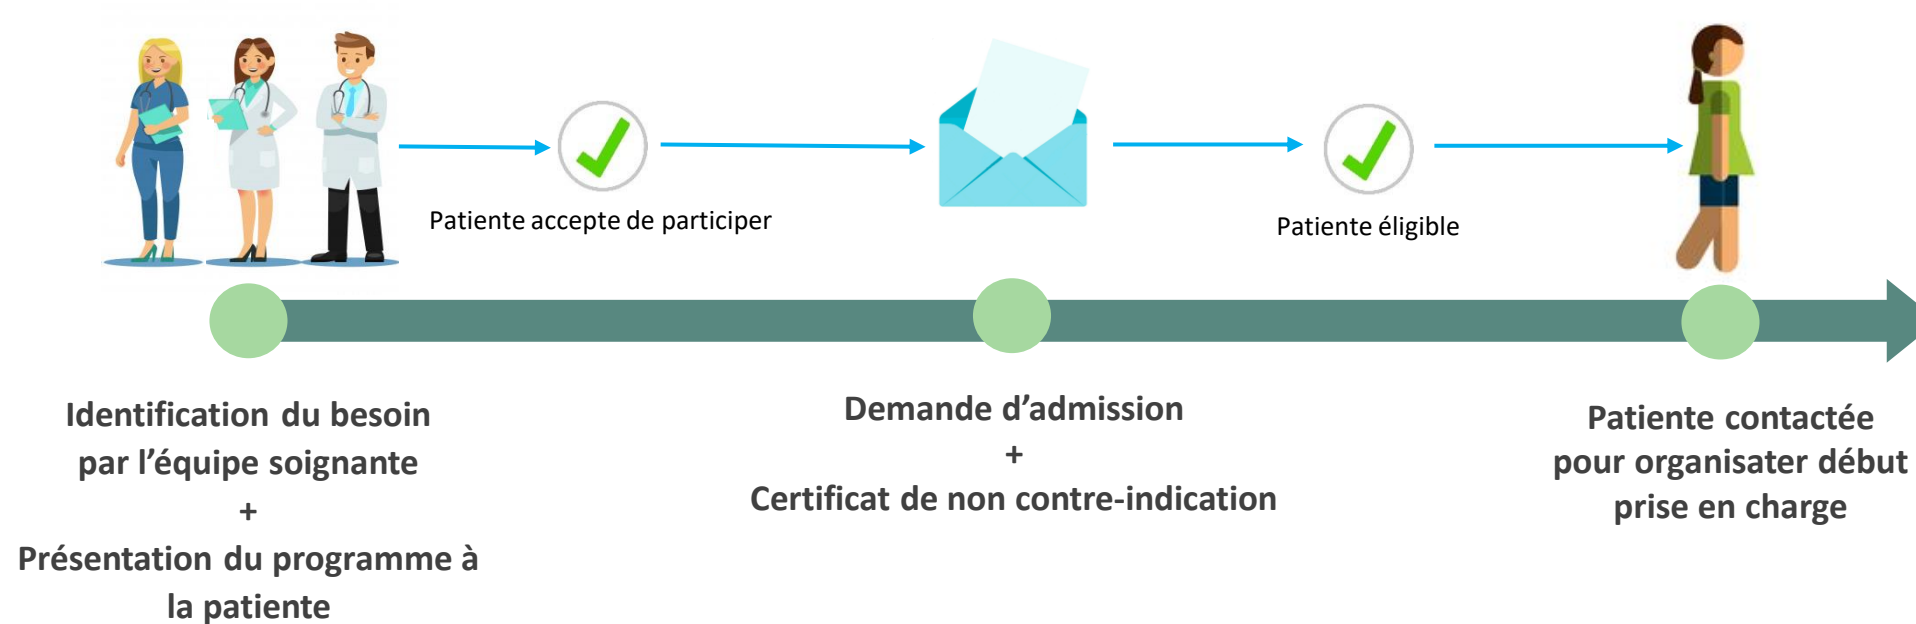 Patiente accepte de participer
Patiente éligible
Identification du besoin
par l’équipe soignante
+
Présentation du programme à
la patiente
Demande d’admission
+
Certificat de non contre-indication
Patiente contactée
pour organisater début
prise en charge